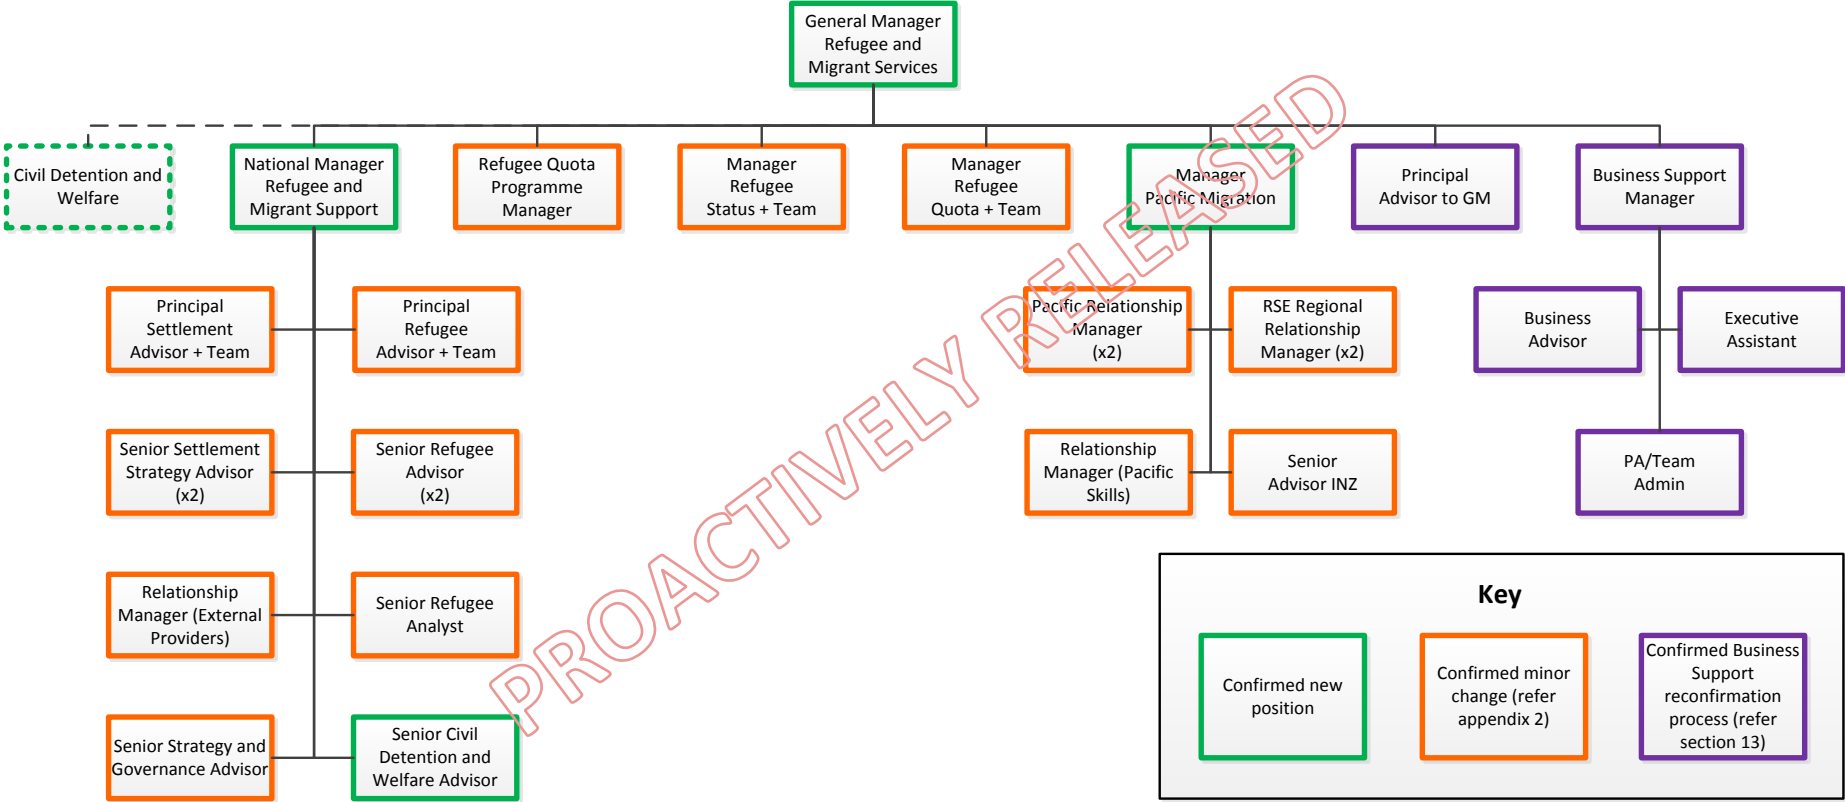 General Manager
Refugee and
Migrant Services
Civil Detention and
Welfare
National Manager
Refugee and
Migrant Support
Refugee Quota
Programme
Manager
Manager
Refugee
Status + Team
Manager
Refugee
Quota + Team
Manager
Pacific Migration
Principal
Advisor to GM
Business Support
Manager
Principal
Settlement
Advisor + Team
Principal
Refugee
Advisor + Team
Pacific Relationship
Manager
(x2)
RSE Regional
Relationship
Manager (x2)
Business
Advisor
Executive
Assistant
Senior Settlement
Strategy Advisor
(x2)
Senior Refugee
Advisor
(x2)
Relationship
Manager (Pacific
Skills)
Senior
Advisor INZ
PA/Team
Admin
Relationship
Manager (External
Providers)
Senior Refugee
Analyst
Senior Strategy and
Governance Advisor
Senior Civil
Detention and
Welfare Advisor
PROACTIVELY RELEASED
Key
Confirmed new
position
Confirmed minor
change (refer
appendix 2)
Confirmed Business
Support
reconfirmation
process (refer
section 13)